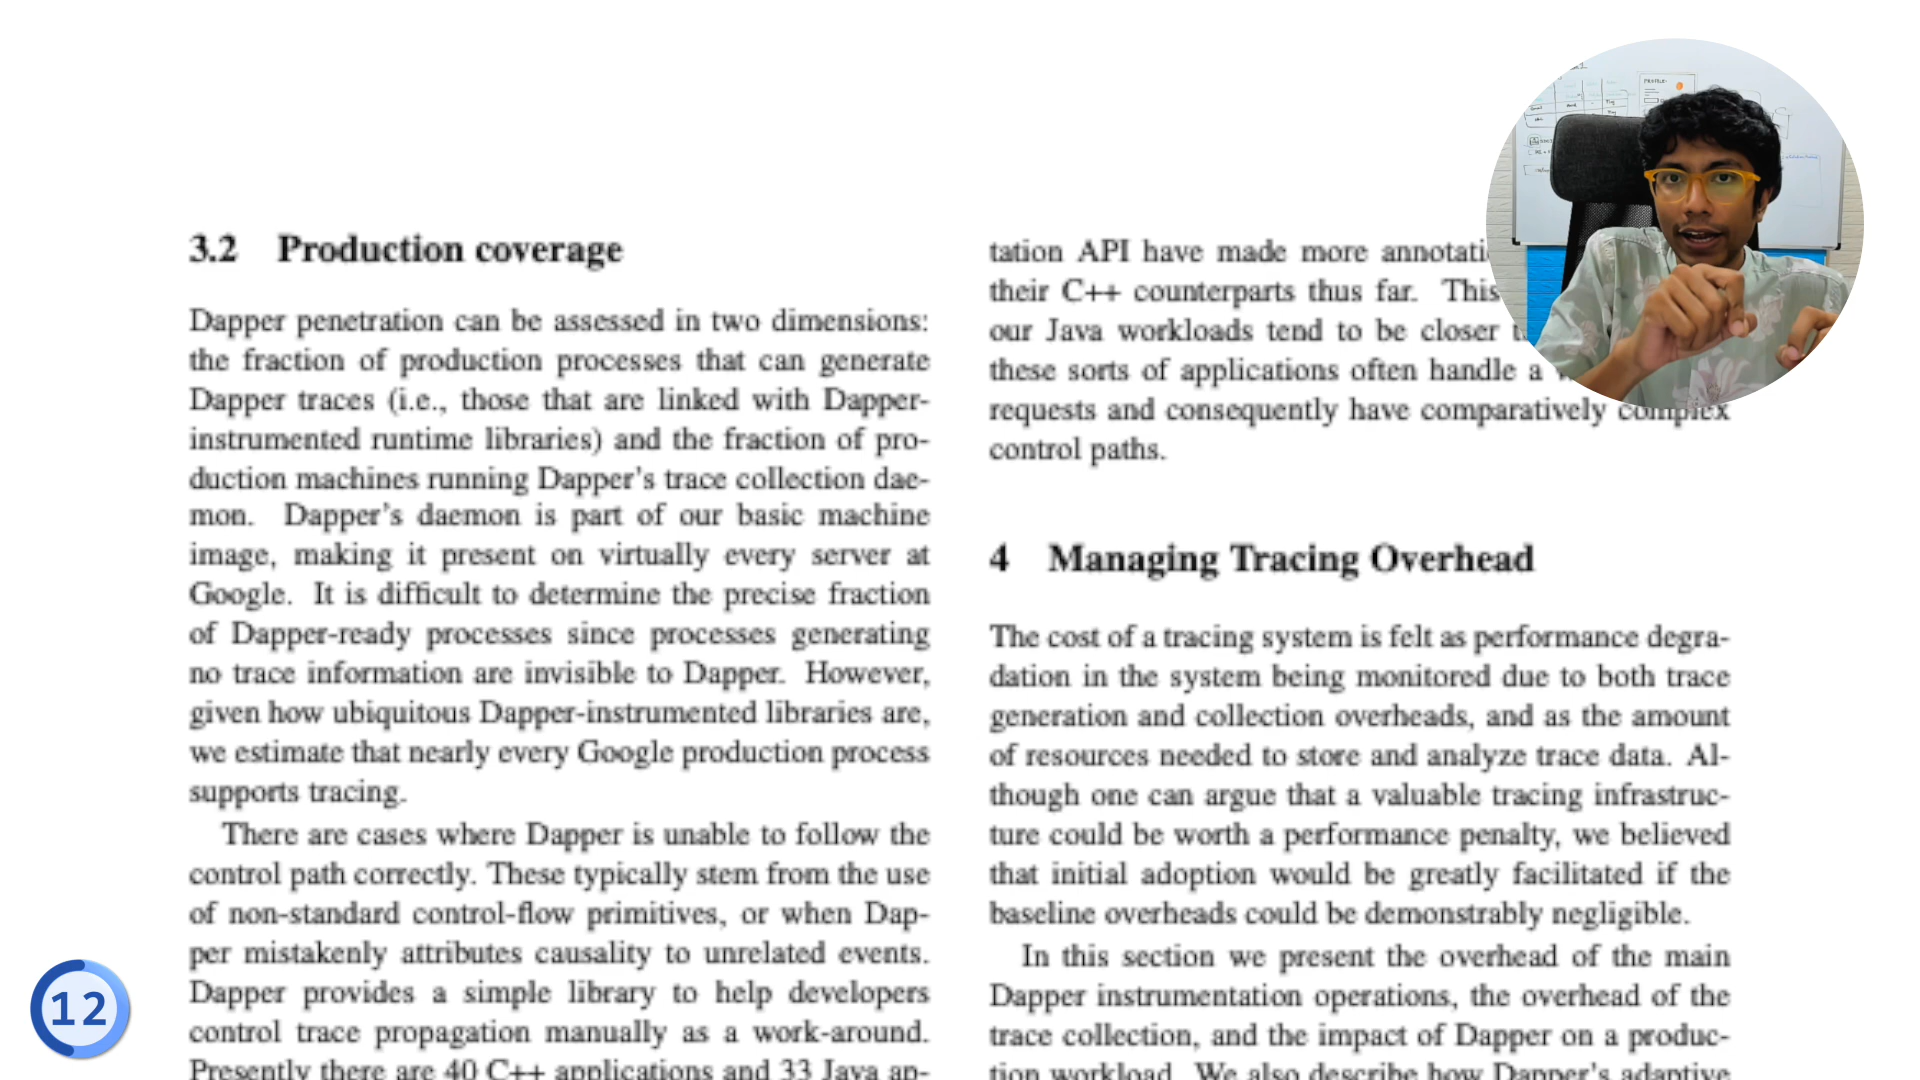 3.2 Production coverage
Dapper penetration can be assessed in two dimensions:
the fraction of production processes that can generate
Dapper traces (i.e., those that are linked with Dapper-
instrumented runtime libraries) and the fraction of pro-
duction machines running Dapper's trace collection dae-
mon. Dapper's daemon is part of our basic machine
image, making it present on virtually every server at
Google. It is difficult to determine the precise fraction
of Dapper-ready processes since processes generating
no trace information are invisible to Dapper. However,
given how ubiquitous Dapper-instrumented libraries are,
we estimate that nearly every Google production process
supports tracing.
There are cases where Dapper is unable to follow the
control path correctly. These typically stem from the use
of non-standard control-flow primitives, or when Dap-
per mistakenly attributes causality to unrelated events.
Dapper provides a simple library to help developers
control trace propagation manually as a work-around.
Presently there are 40 C++ applications and 33 Java ap-
tation API have made more annotati
their C++ counterparts thus far. This
our Java workloads tend to be closer
these sorts of applications often handle a
requests and consequently have comparatively complex
control paths.
4 Managing Tracing Overhead
The cost of a tracing system is felt as performance degra-
dation in the system being monitored due to both trace
generation and collection overheads, and as the amount
of resources needed to store and analyze trace data. Al-
though one can argue that a valuable tracing infrastruc-
ture could be worth a performance penalty, we believed
that initial adoption would be greatly facilitated if the
baseline overheads could be demonstrably negligible.
In this section we present the overhead of the main
Dapper instrumentation operations, the overhead of the
trace collection, and the impact of Dapper on a produc-
tion workload. We also describe how Dapper's adaptive
12